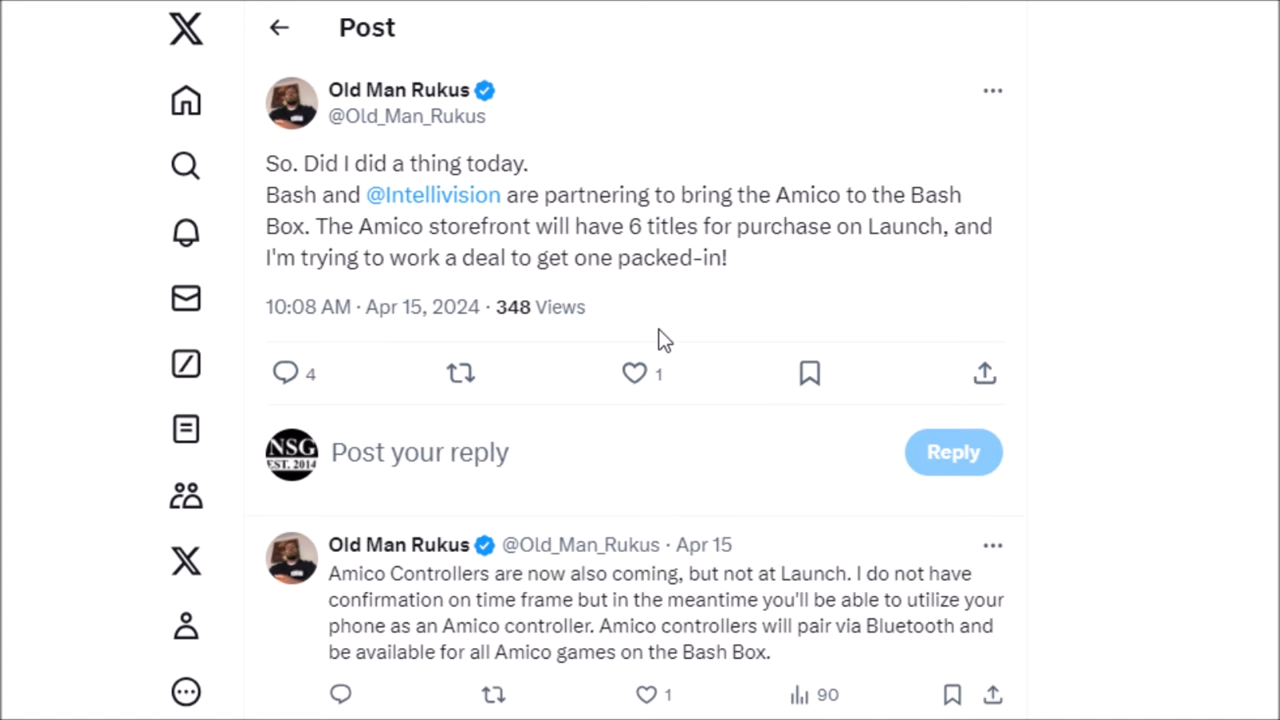 Post
Old Man Rukus
@Old_Man_Rukus
So. Did I did a thing today.
Bash and @Intellivision are partnering to bring the Amico to the Bash
Box. The Amico storefront will have 6 titles for purchase on Launch, and
I'm trying to work a deal to get one packed-in!
10:08 AM · Apr 15, 2024 · 348 Views
4 1
NSG
EST. 2014
Post your reply
Reply
Old Man Rukus @Old_Man_Rukus · Apr 15
Amico Controllers are now also coming, but not at Launch. I do not have
confirmation on time frame but in the meantime you'll be able to utilize your
phone as an Amico controller. Amico controllers will pair via Bluetooth and
be available for all Amico games on the Bash Box.
1 90